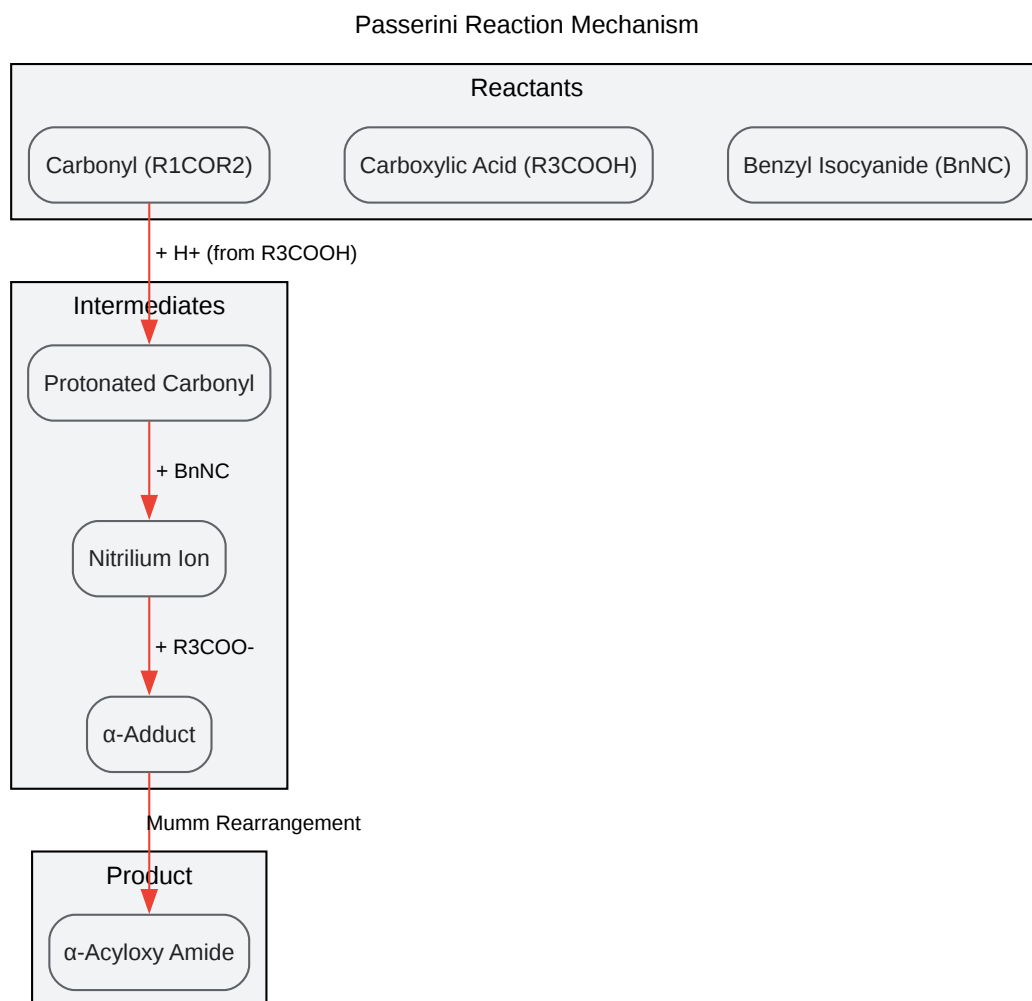 Passerini Reaction Mechanism
Reactants
Carbonyl (R1COR2)
Carboxylic Acid (R3COOH)
Benzyl Isocyanide (BnNC)
+ H+ (from R3COOH)
Intermediates
Protonated Carbonyl
+ BnNC
Nitrilium Ion
+ R3COO-
α-Adduct
Mumm Rearrangement
Product
α-Acyloxy Amide